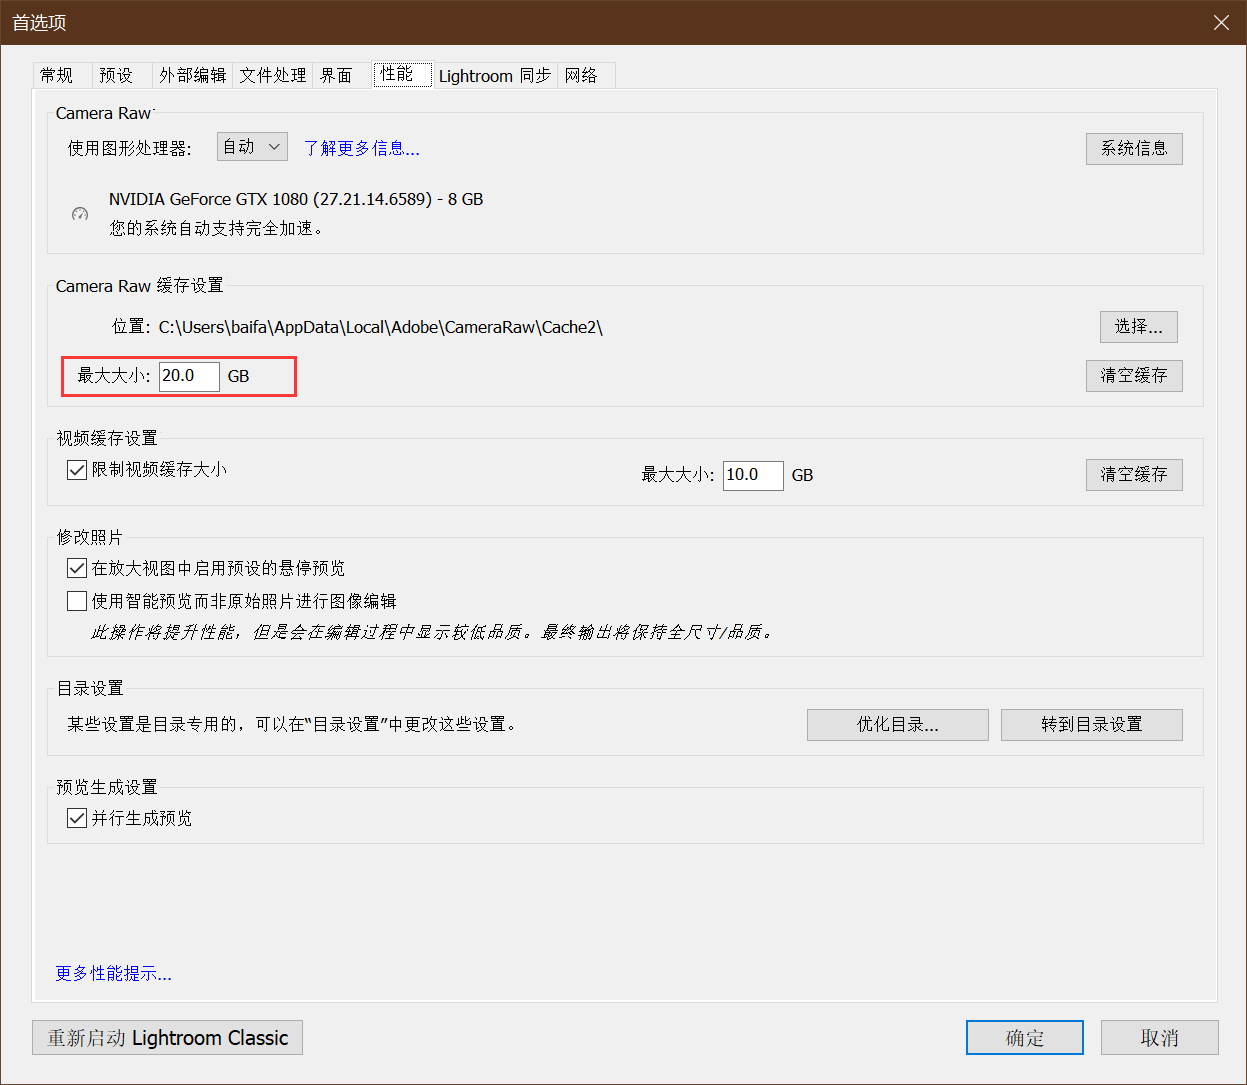 首选项
常规 预设 外部编辑 文件处理 界面 性能 Lightroom 同步 网络
Camera Raw
使用图形处理器: 自动 了解更多信息... 系统信息
NVIDIA GeForce GTX 1080 (27.21.14.6589) - 8 GB
您的系统自动支持完全加速。
Camera Raw 缓存设置
位置: C:\Users\baifa\AppData\Local\Adobe\CameraRaw\Cache2\ 选择...
最大大小: 20.0 GB 清空缓存
视频缓存设置
限制视频缓存大小 最大大小: 10.0 GB 清空缓存
修改照片
在放大视图中启用预设的悬停预览
使用智能预览而非原始照片进行图像编辑
此操作将提升性能，但是会在编辑过程中显示较低品质。最终输出将保持全尺寸/品质。
目录设置
某些设置是目录专用的，可以在“目录设置”中更改这些设置。 优化目录... 转到目录设置
预览生成设置
并行生成预览
更多性能提示...
重新启动 Lightroom Classic 确定 取消